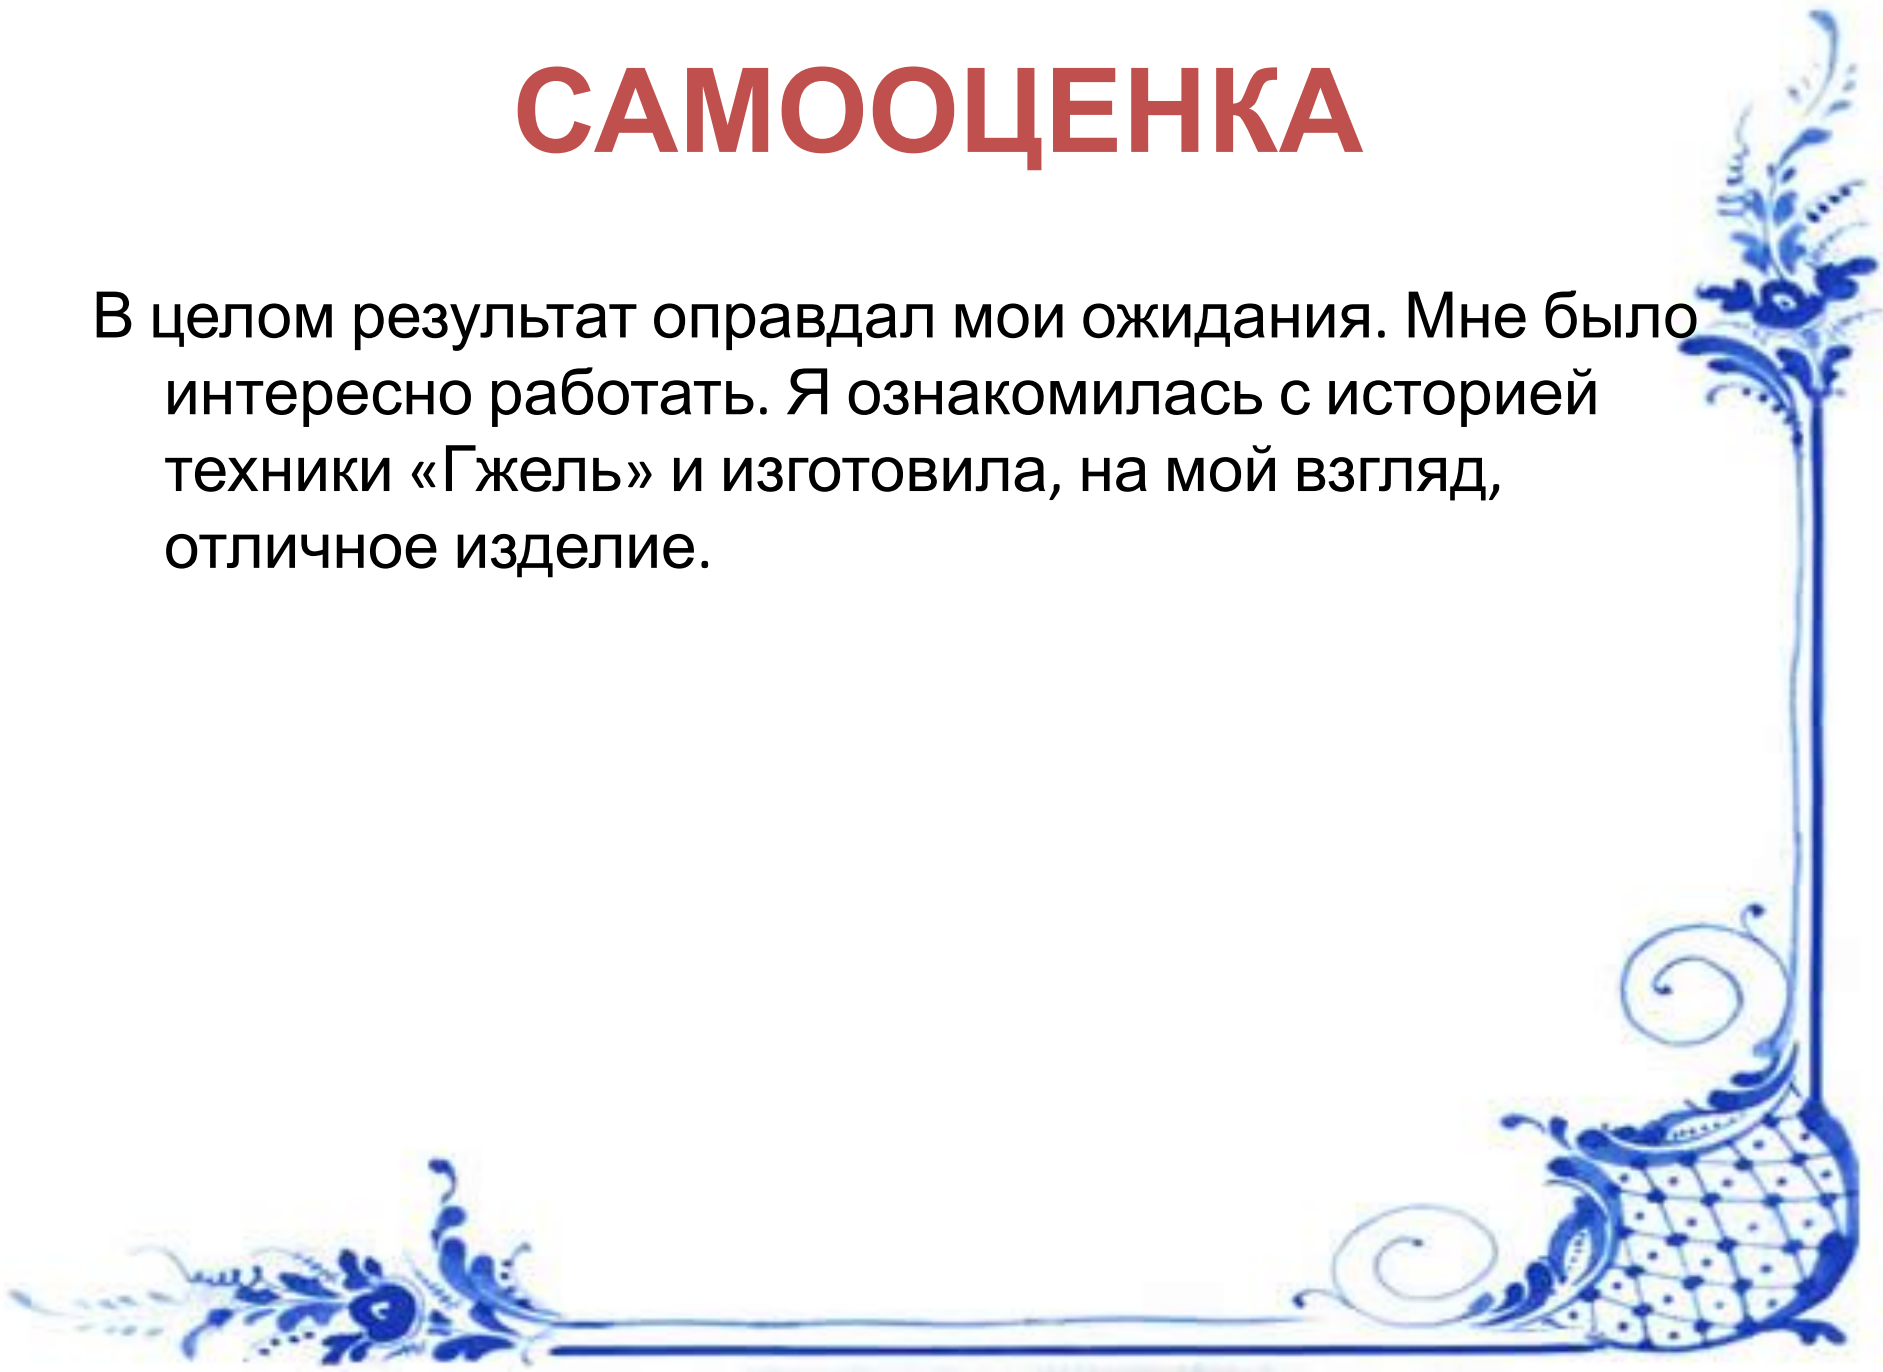 САМООЦЕНКА
В целом результат оправдал мои ожидания. Мне было
интересно работать. Я ознакомилась с историей
техники «Гжель» и изготовила, на мой взгляд,
отличное изделие.